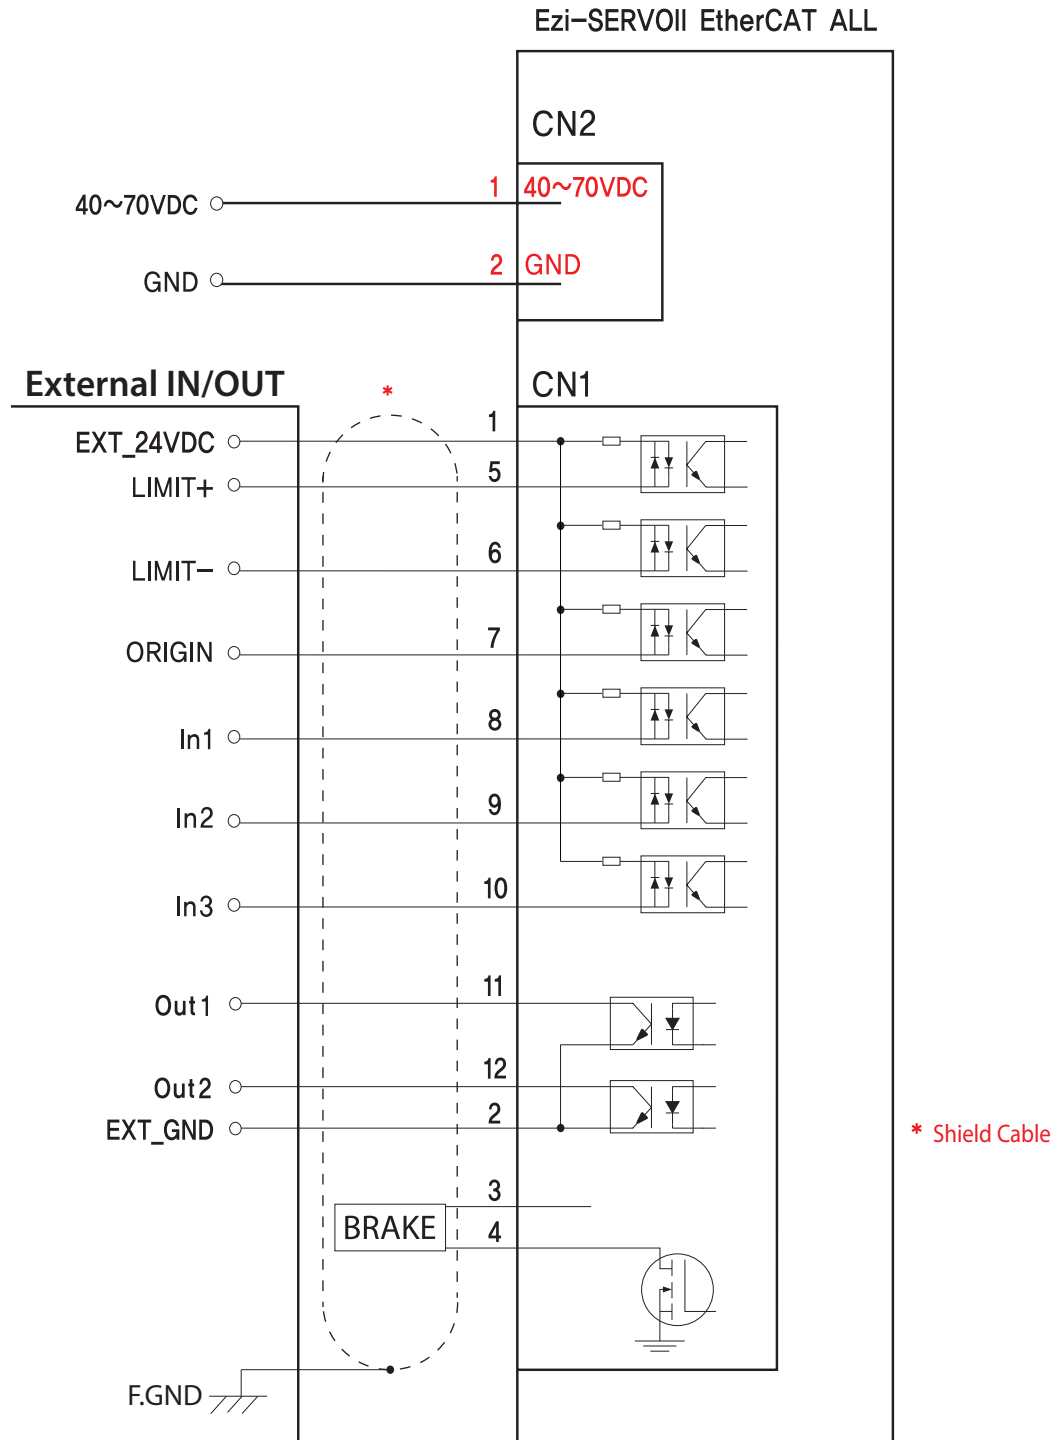 Ezi-SERVOII EtherCAT ALL
CN2
40~70VDC 1 40~70VDC
GND 2 GND
External IN/OUT * CN1
EXT_24VDC 1
LIMIT+ 5
LIMIT- 6
ORIGIN 7
In1 8
In2 9
In3 10
Out1 11
Out2 12
EXT_GND 2
* Shield Cable
3
BRAKE 4
F.GND